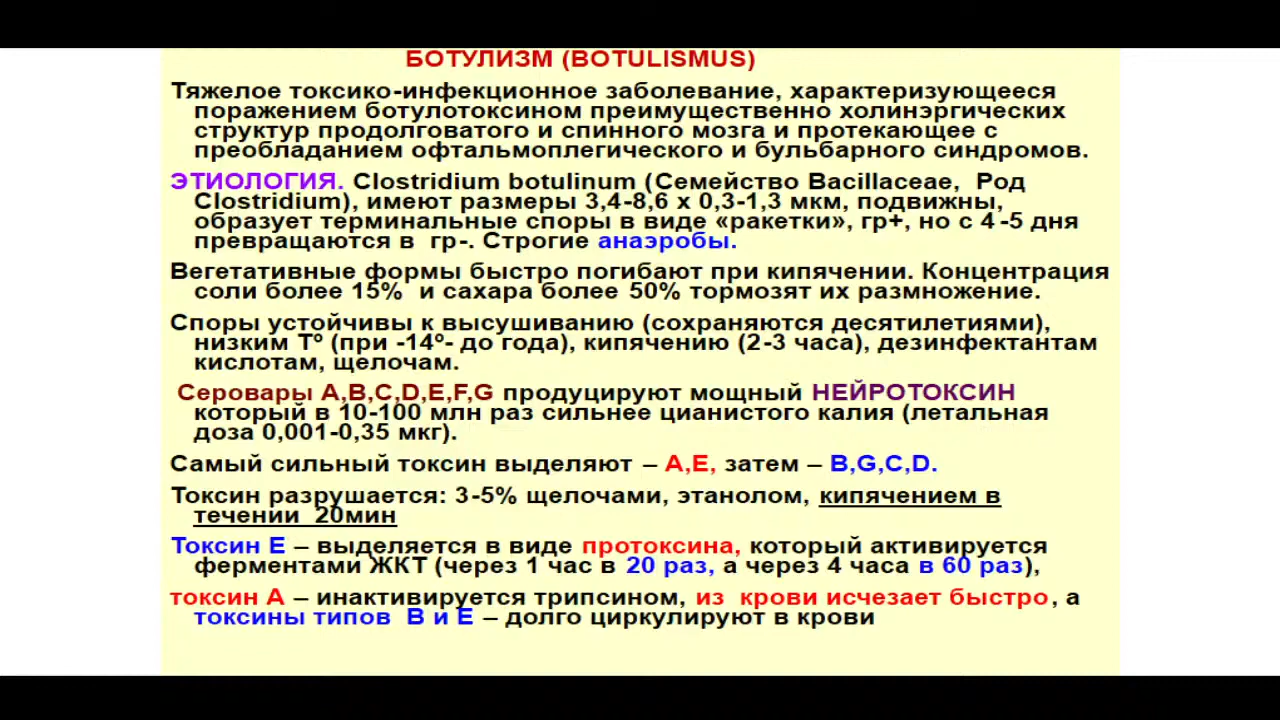 БОТУЛИЗМ (BOTULISMUS)
Тяжелое токсико-инфекционное заболевание, характеризующееся
поражением ботулотоксином преимущественно холинэргических
структур продолговатого и спинного мозга и протекающее с
преобладанием офтальмоплегического и бульбарного синдромов.
ЭТИОЛОГИЯ. Clostridium botulinum (Семейство Bacillaceae, Род
Clostridium), имеют размеры 3,4-8,6 х 0,3-1,3 мкм, подвижны,
образует терминальные споры в виде «ракетки», гр+, но с 4-5 дня
превращаются в гр-. Строгие анаэробы.
Вегетативные формы быстро погибают при кипячении. Концентрация
соли более 15% и сахара более 50% тормозят их размножение.
Споры устойчивы к высушиванию (сохраняются десятилетиями),
низким Tº (при -14º- до года), кипячению (2-3 часа), дезинфектантам
кислотам, щелочам.
Серовары A,B,C,D,E,F,G продуцируют мощный НЕЙРОТОКСИН
который в 10-100 млн раз сильнее цианистого калия (летальная
доза 0,001-0,35 мкг).
Самый сильный токсин выделяют – A,E, затем – B,G,C,D.
Токсин разрушается: 3-5% щелочами, этанолом, кипячением в
течении 20мин
Токсин Е – выделяется в виде протоксина, который активируется
ферментами ЖКТ (через 1 час в 20 раз, а через 4 часа в 60 раз),
токсин А – инактивируется трипсином, из крови исчезает быстро, а
токсины типов В и Е – долго циркулируют в крови